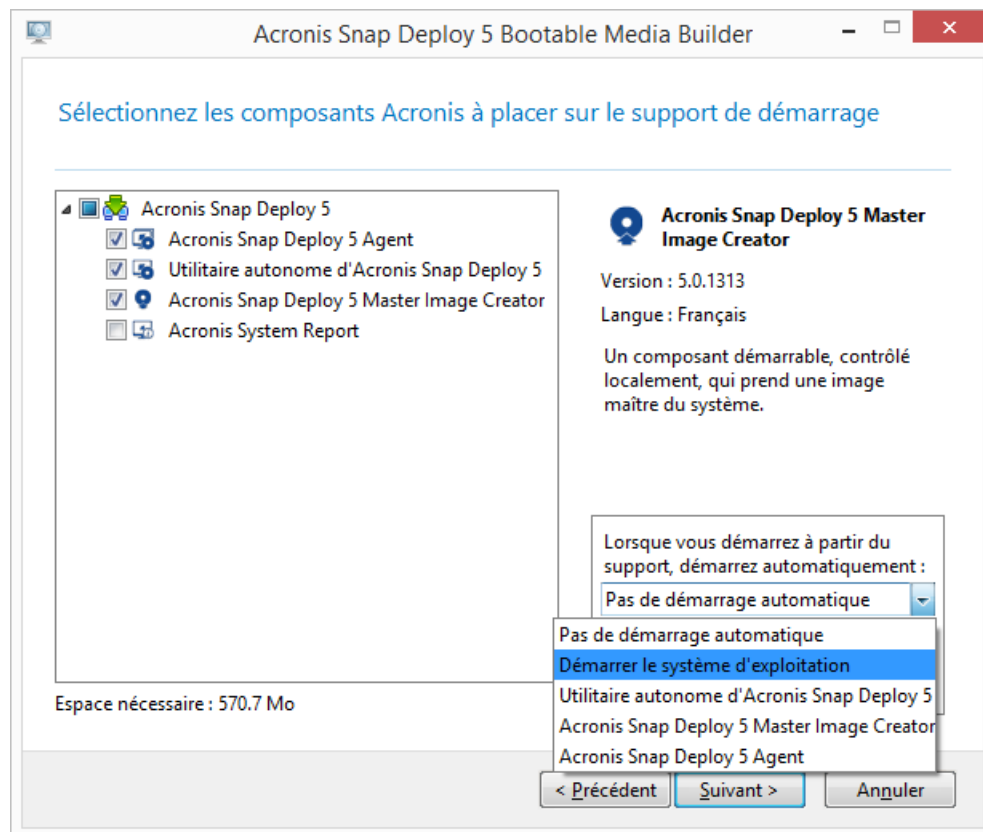 Acronis Snap Deploy 5 Bootable Media Builder
Sélectionnez les composants Acronis à placer sur le support de démarrage
Acronis Snap Deploy 5
Acronis Snap Deploy 5 Agent
Utilitaire autonome d'Acronis Snap Deploy 5
Acronis Snap Deploy 5 Master Image Creator
Acronis System Report
Espace nécessaire : 570.7 Mo
Acronis Snap Deploy 5 Master
Image Creator
Version : 5.0.1313
Langue : Français
Un composant démarrable, contrôlé
localement, qui prend une image
maître du système.
Lorsque vous démarrez à partir du
support, démarrez automatiquement :
Pas de démarrage automatique
Pas de démarrage automatique
Démarrer le système d'exploitation
Utilitaire autonome d'Acronis Snap Deploy 5
Acronis Snap Deploy 5 Master Image Creator
Acronis Snap Deploy 5 Agent
< Précédent
Suivant >
Annuler